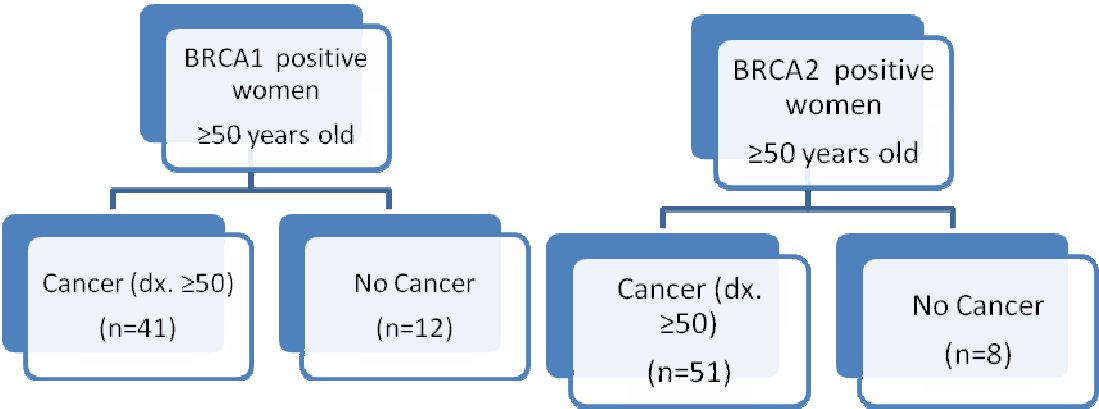 BRCA1 positive
women
≥50 years old
Cancer (dx. ≥50)
(n=41)
No Cancer
(n=12)
BRCA2 positive
women
≥50 years old
Cancer (dx.
≥50)
(n=51)
No Cancer
(n=8)